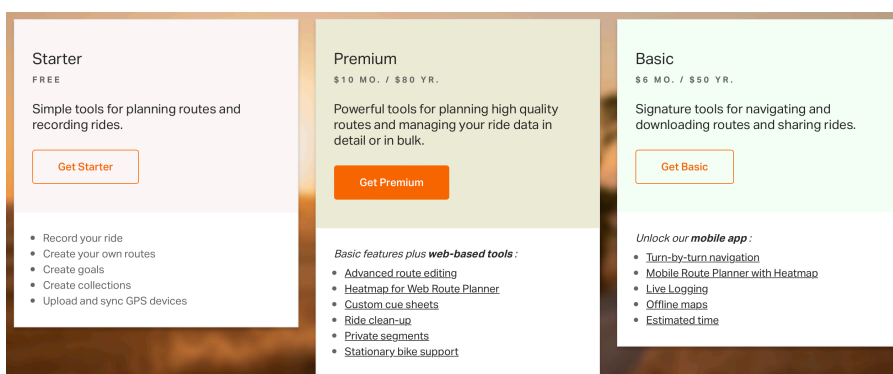 Starter
FREE
Simple tools for planning routes and
recording rides.
Get Starter
Record your ride
Create your own routes
Create goals
Create collections
Upload and sync GPS devices
Premium
$10 MO. / $80 YR.
Powerful tools for planning high quality
routes and managing your ride data in
detail or in bulk.
Get Premium
Basic features plus web-based tools :
Advanced route editing
Heatmap for Web Route Planner
Custom cue sheets
Ride clean-up
Private segments
Stationary bike support
Basic
$6 MO. / $50 YR.
Signature tools for navigating and
downloading routes and sharing rides.
Get Basic
Unlock our mobile app :
Turn-by-turn navigation
Mobile Route Planner with Heatmap
Live Logging
Offline maps
Estimated time